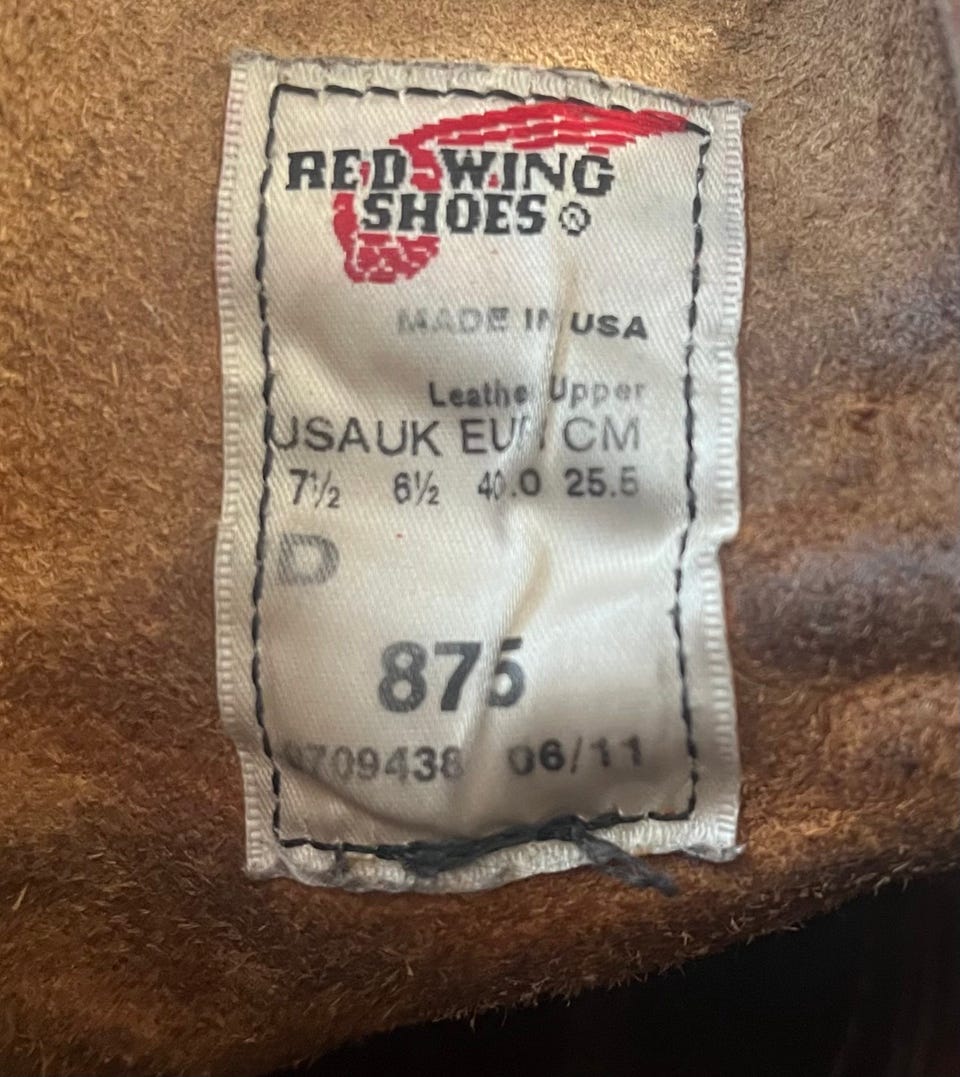 RED WING
SHOES ®
MADE IN USA
Leather Upper
USA UK EUR CM
7½ 6½ 40.0 25.5
D
875
9709438 06/11